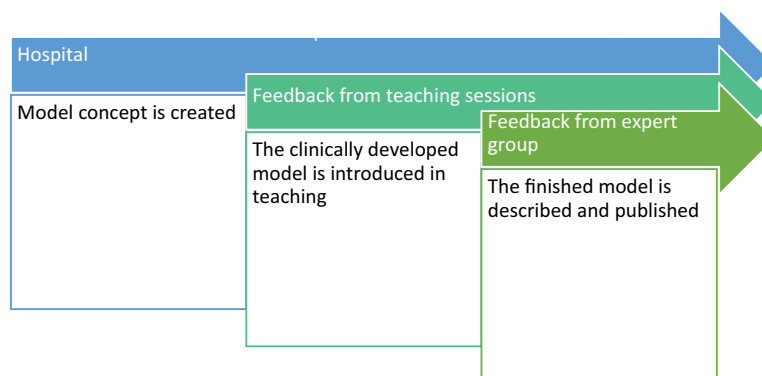 Hospital
Model concept is created
Feedback from teaching sessions
The clinically developed
model is introduced in
teaching
Feedback from expert
group
The finished model is
described and published